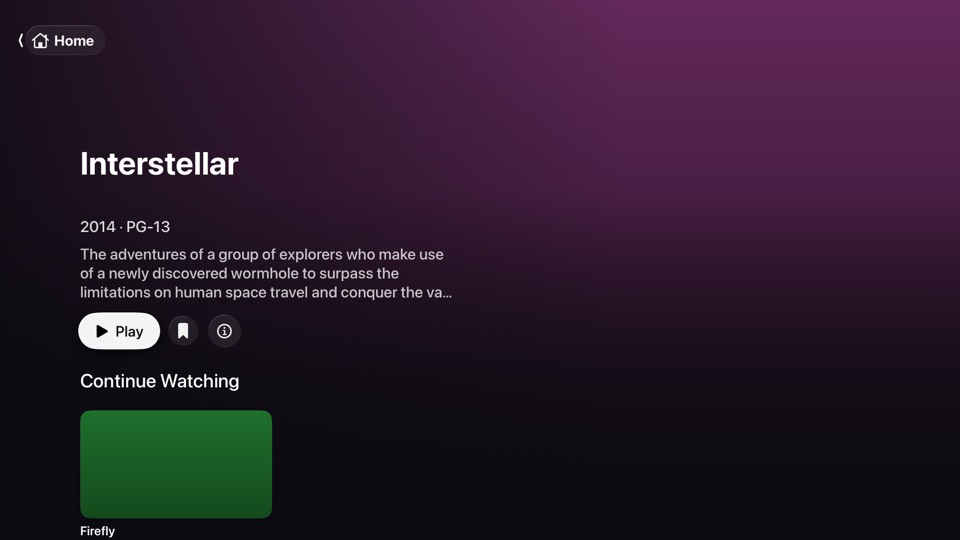 Home
Interstellar
2014 · PG-13
The adventures of a group of explorers who make use
of a newly discovered wormhole to surpass the
limitations on human space travel and conquer the va…
Play
Continue Watching
Firefly